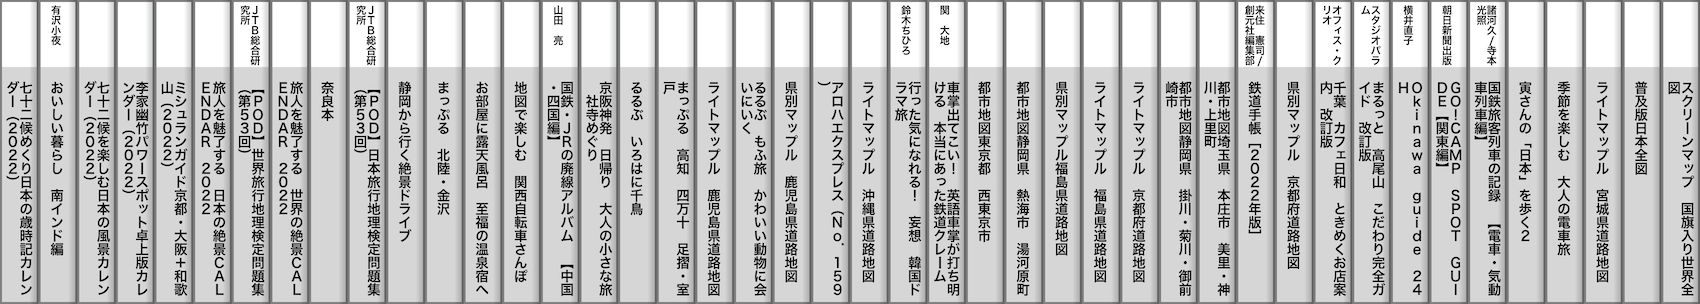 スクリーンマップ　国旗入り世界全
図
普及版日本全図
ライトマップル　宮城県道路地図
季節を楽しむ　大人の電車旅
寅さんの「日本」を歩く２
諸河久/寺本
光照
国鉄旅客列車の記録　【電車・気動
車列車編】
朝日新聞出版
ＧＯ！ＣＡＭＰ　ＳＰＯＴ　ＧＵＩ
ＤＥ【関東編】
横井直子
Ｏｋｉｎａｗａ　ｇｕｉｄｅ　２４
Ｈ
スタジオパラ
ム
まるっと　高尾山　こだわり完全ガ
イド　改訂版
オフィス・ク
リオ
千葉　カフェ日和　ときめくお店案
内　改訂版
県別マップル　京都府道路地図
来住　憲司/
創元社編集部
鉄道手帳［２０２２年版］
都市地図埼玉県　本庄市　美里・神
川・上里町
都市地図静岡県　掛川・菊川・御前
崎市
ライトマップル　京都府道路地図
ライトマップル　福島県道路地図
県別マップル福島県道路地図
都市地図静岡県　熱海市　湯河原町
都市地図東京都　西東京市
関　大地
車掌出てこい！　英語車掌が打ち明
ける　本当にあった鉄道クレーム
鈴木ちひろ
行った気になれる！　妄想　韓国ド
ラマ旅
ライトマップル　沖縄県道路地図
アロハエクスプレス（Ｎｏ．１５９
）
県別マップル　鹿児島県道路地図
るるぶ　もふ旅　かわいい動物に会
いにいく
ライトマップル　鹿児島県道路地図
まっぷる　高知　四万十　足摺・室
戸
るるぶ　いろはに千鳥
京阪神発　日帰り　大人の小さな旅
　社寺めぐり
山田　亮
国鉄・ＪＲの廃線アルバム　【中国
・四国編】
地図で楽しむ　関西自転車さんぽ
お部屋に露天風呂　至福の温泉宿へ
まっぷる　北陸・金沢
静岡から行く絶景ドライブ
ＪＴＢ総合研
究所
【ＰＯＤ】日本旅行地理検定問題集
（第５３回）
奈良本
旅人を魅了する　世界の絶景ＣＡＬ
ＥＮＤＡＲ　２０２２
ＪＴＢ総合研
究所
【ＰＯＤ】世界旅行地理検定問題集
（第５３回）
旅人を魅了する　日本の絶景ＣＡＬ
ＥＮＤＡＲ　２０２２
ミシュランガイド京都・大阪＋和歌
山（２０２２）
李家幽竹パワースポット卓上版カレ
ンダー（２０２２）
七十二候を楽しむ日本の風景カレン
ダー（２０２２）
有沢小夜
おいしい暮らし　南インド編
七十二候めくり日本の歳時記カレン
ダー（２０２２）